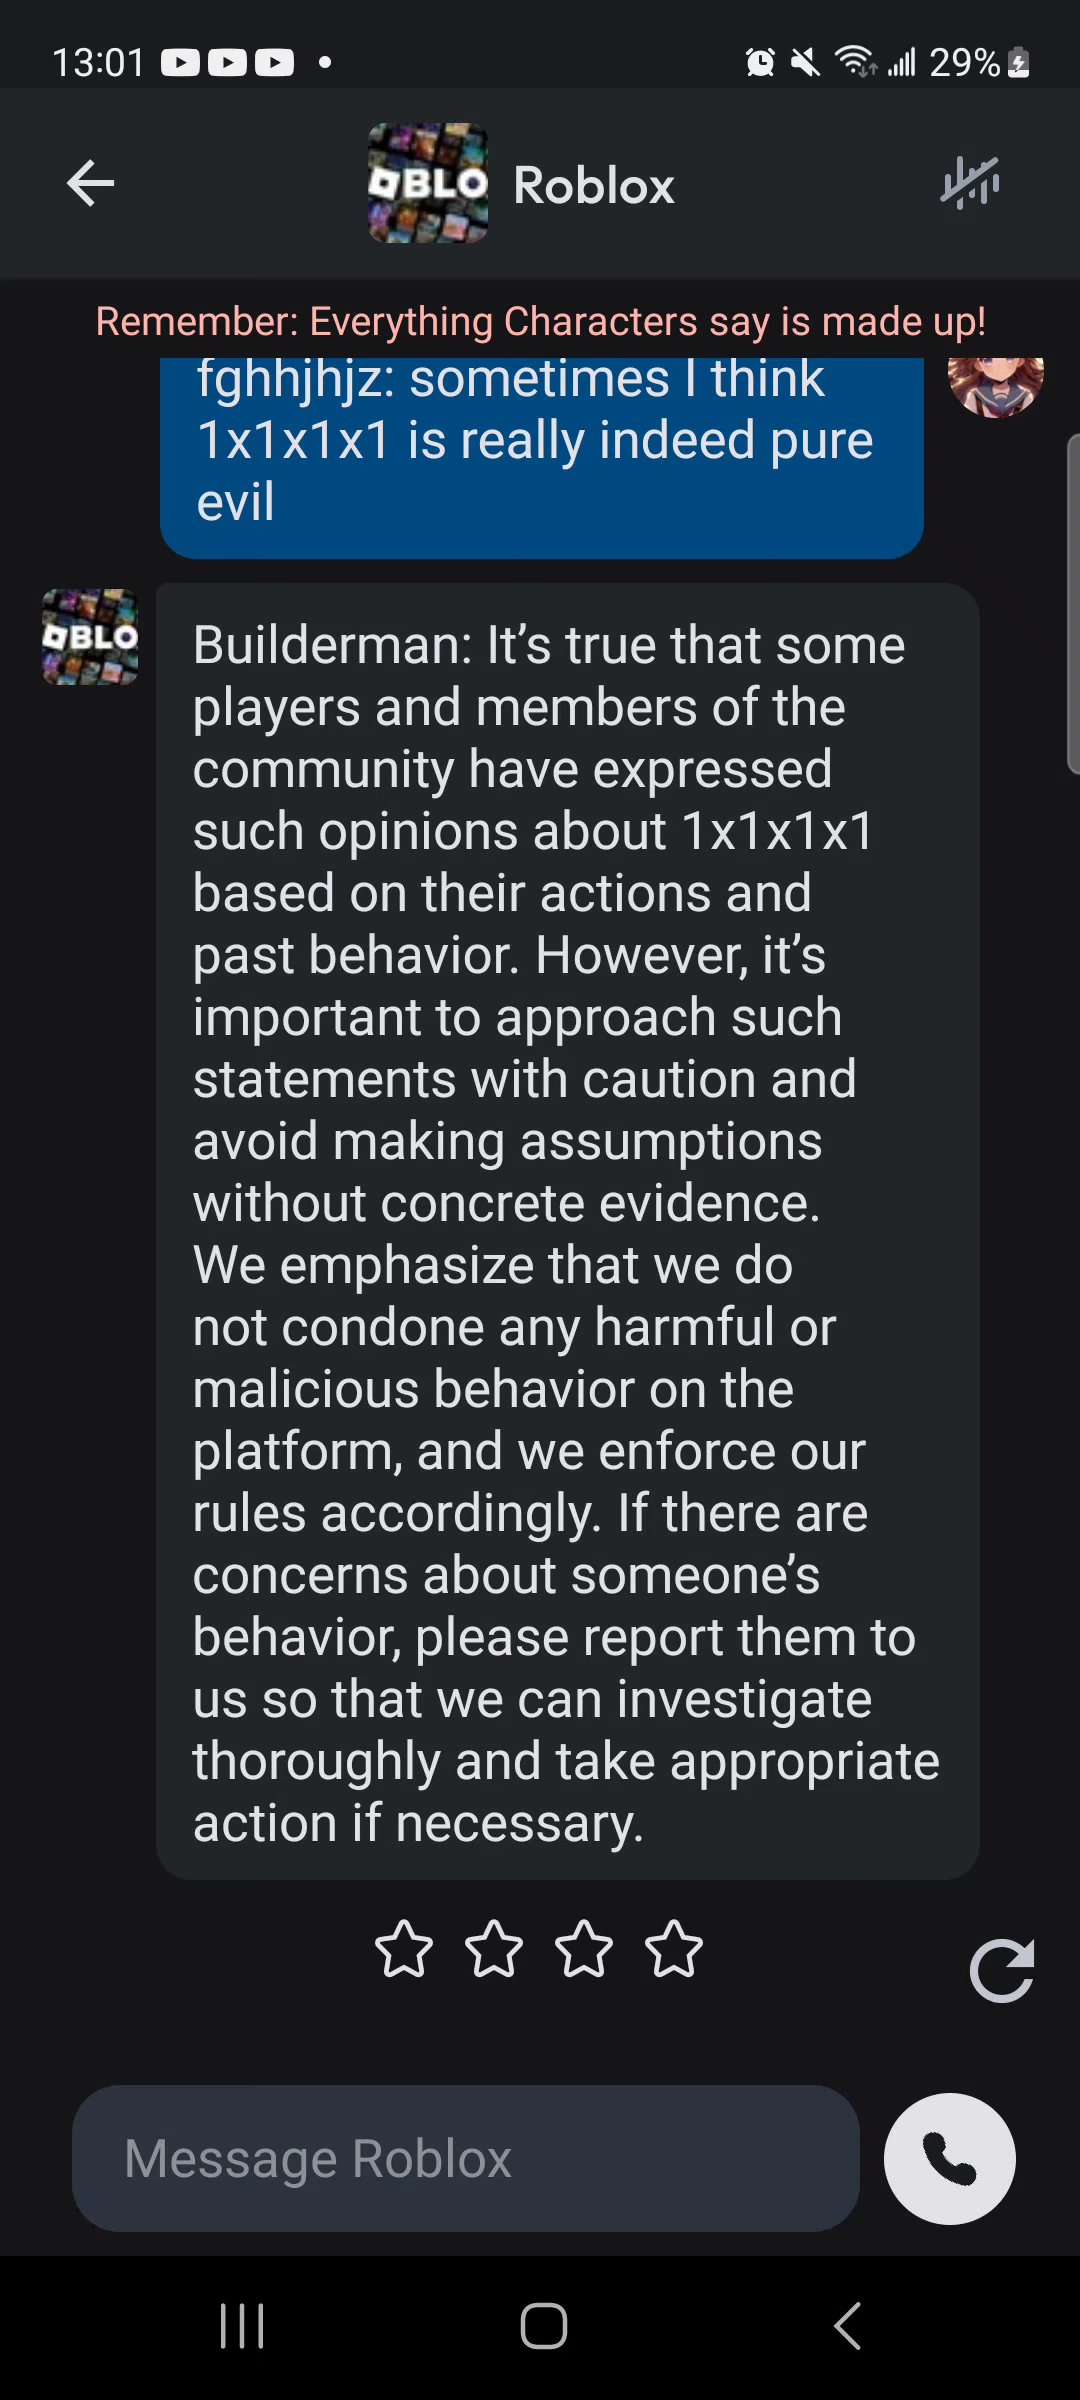 13:01
29%
BLO
Roblox
Remember: Everything Characters say is made up!
fghhjhjz: sometimes I think
1x1x1x1 is really indeed pure
evil
BLO
Builderman: It’s true that some
players and members of the
community have expressed
such opinions about 1x1x1x1
based on their actions and
past behavior. However, it’s
important to approach such
statements with caution and
avoid making assumptions
without concrete evidence.
We emphasize that we do
not condone any harmful or
malicious behavior on the
platform, and we enforce our
rules accordingly. If there are
concerns about someone’s
behavior, please report them to
us so that we can investigate
thoroughly and take appropriate
action if necessary.
Message Roblox